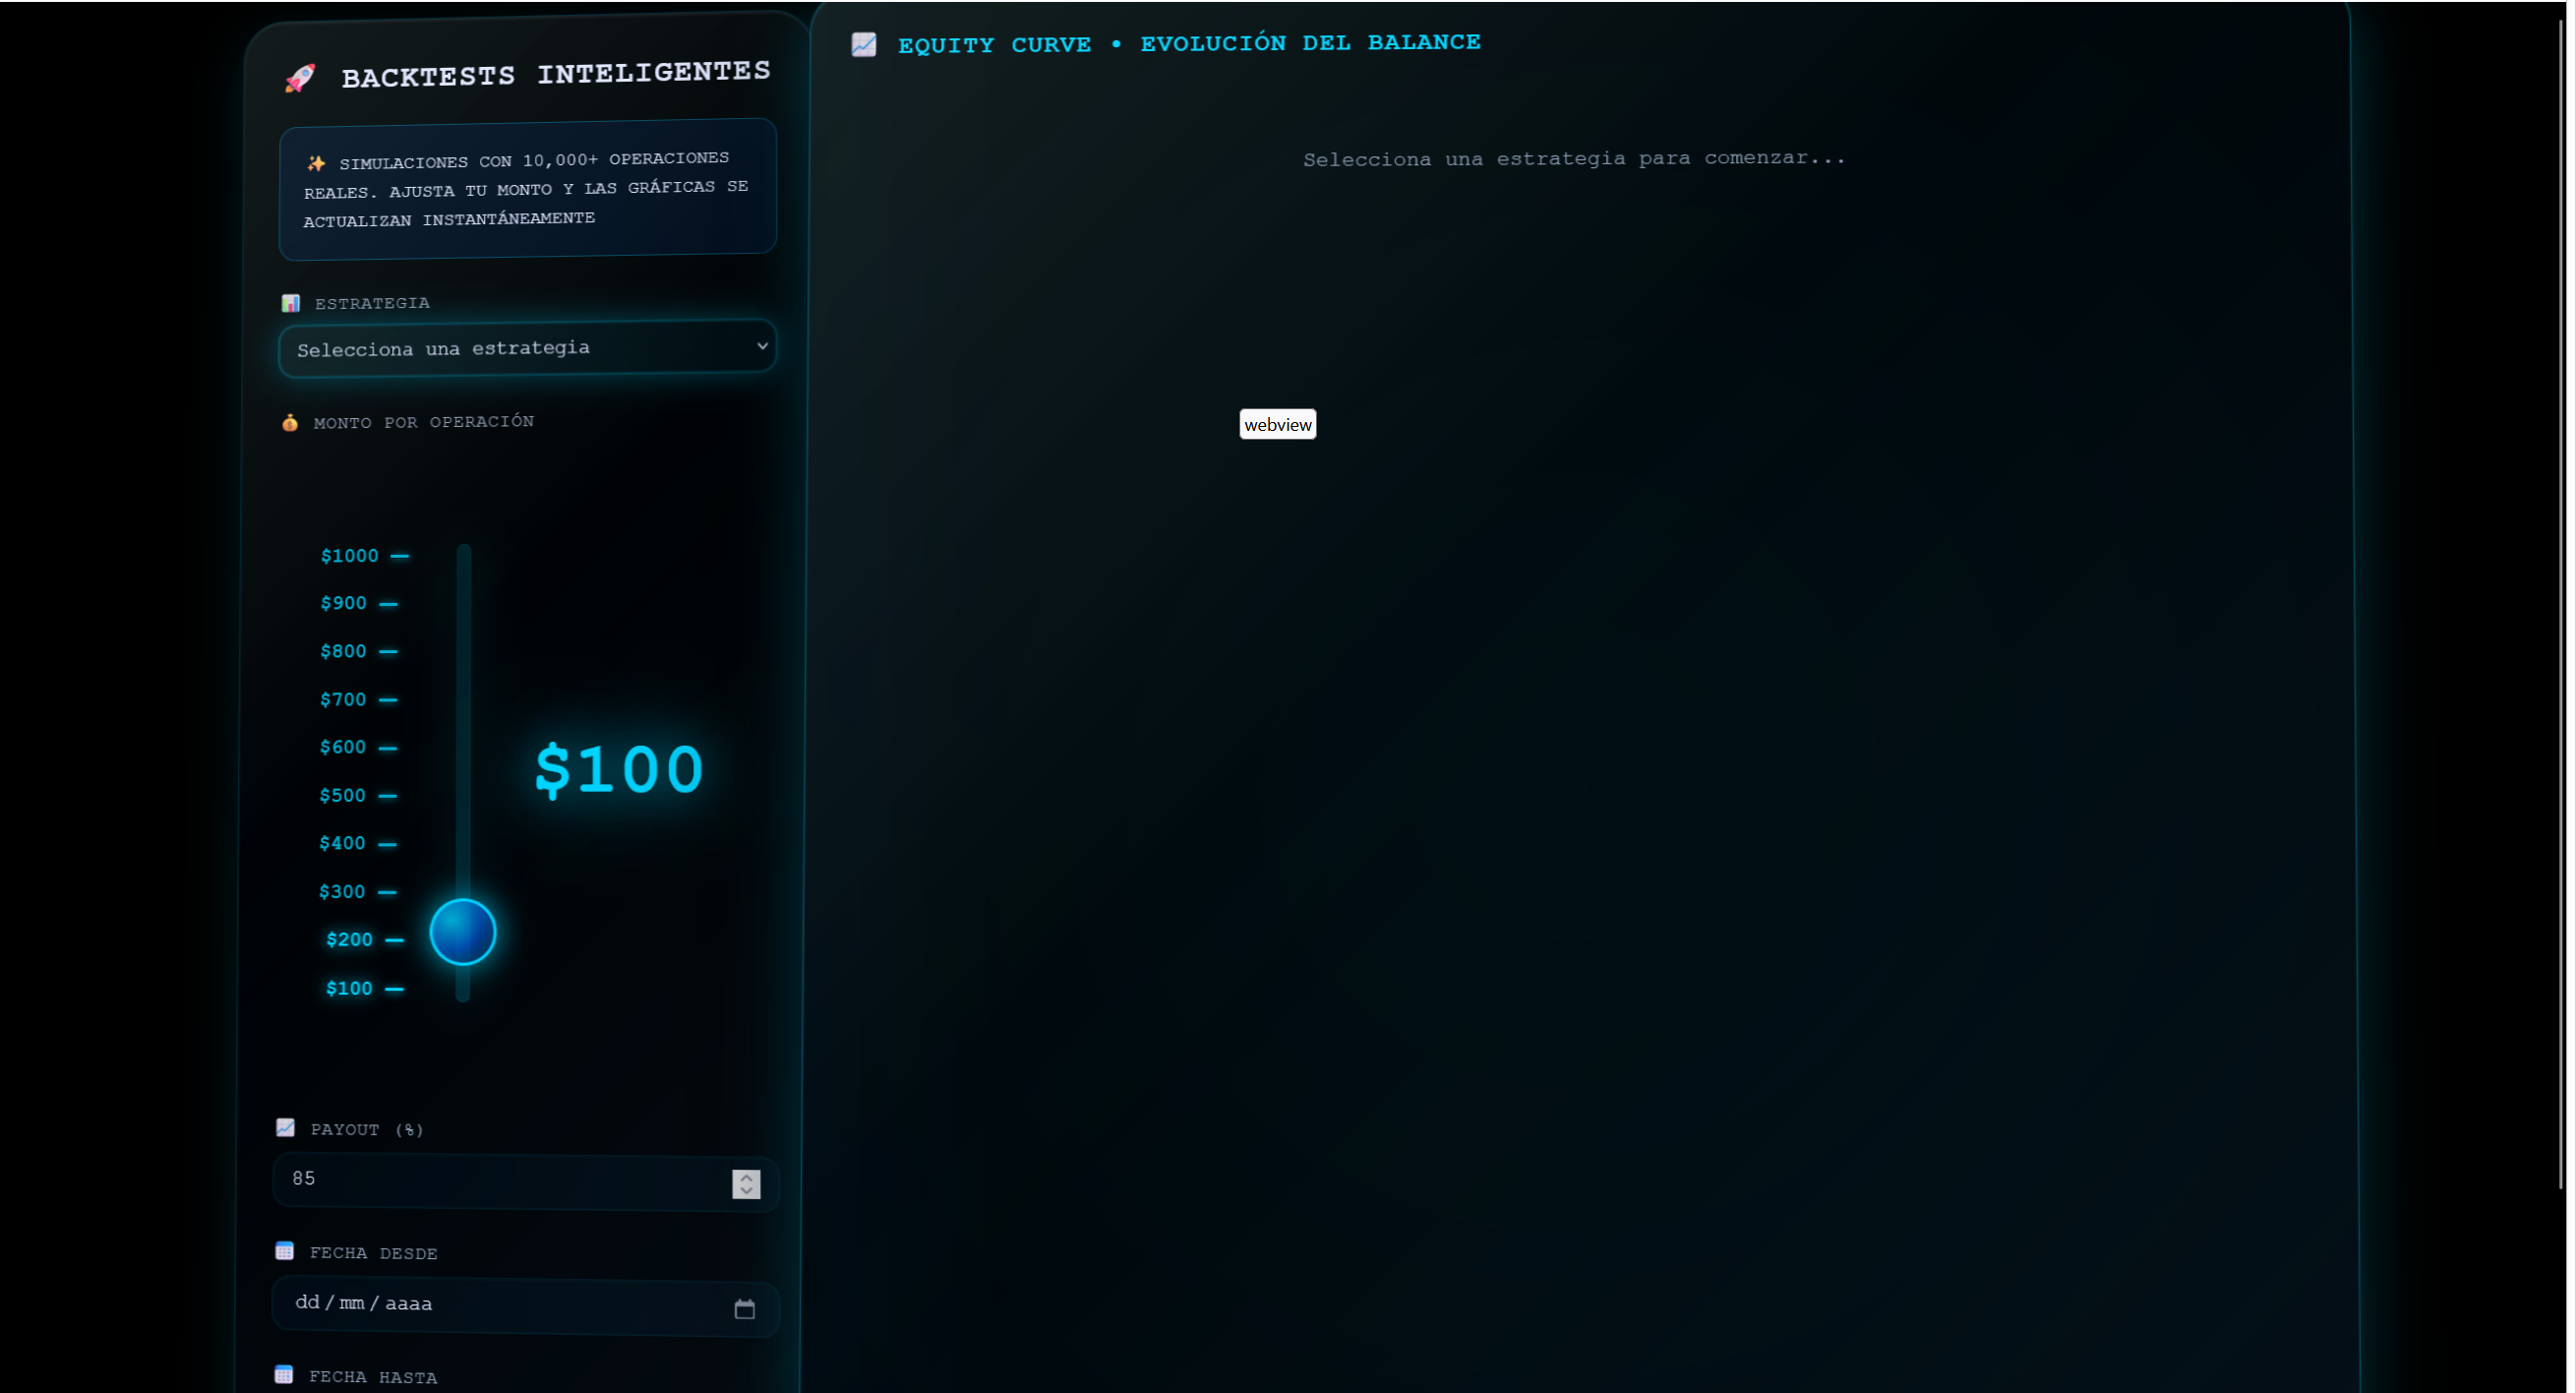 BACKTESTS INTELIGENTES
SIMULACIONES CON 10,000+ OPERACIONES
REALES. AJUSTA TU MONTO Y LAS GRÁFICAS SE
ACTUALIZAN INSTANTÁNEAMENTE
ESTRATEGIA
Selecciona una estrategia
MONTO POR OPERACIÓN
$1000
$900
$800
$700
$600
$500
$400
$300
$200
$100
$100
PAYOUT (%)
85
FECHA DESDE
dd/mm/aaaa
FECHA HASTA
EQUITY CURVE • EVOLUCIÓN DEL BALANCE
Selecciona una estrategia para comenzar...
webview